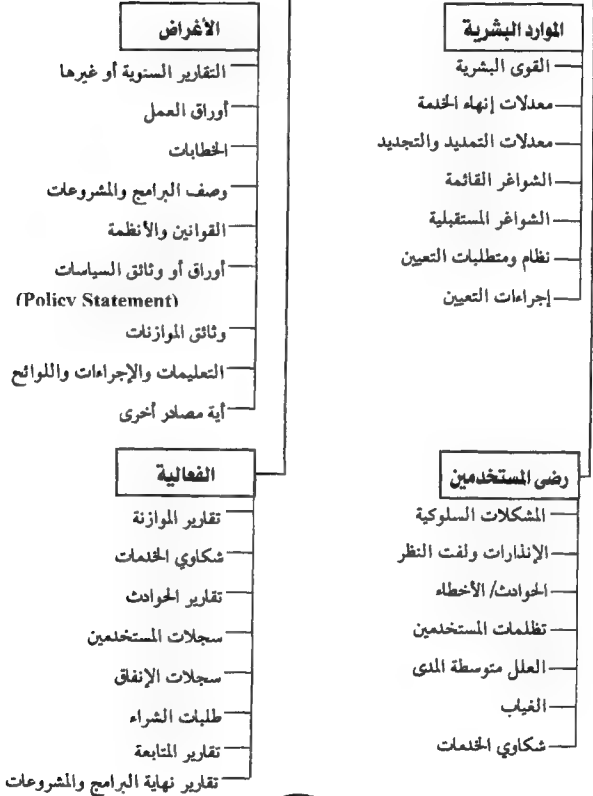 الموارد البشرية
القوى البشرية
معدلات إنهاء الخدمة
معدلات التمديد والتجديد
الشواغر القائمة
الشواغر المستقبلية
نظام ومتطلبات التعيين
إجراءات التعيين
الأغراض
التقارير السنوية أو غيرها
أوراق العمل
الخطابات
وصف البرامج والمشروعات
القوانين والأنظمة
أوراق أو وثائق السياسات
(Policy Statement)
وثائق الموازنات
التعليمات والإجراءات واللوائح
أية مصادر أخرى
رضى المستخدمين
المشكلات السلوكية
الإنذارات ولفت النظر
الحوادث/ الأخطاء
تظلمات المستخدمين
العلل متوسطة المدى
الغياب
شكاوي الخدمات
الفعالية
تقارير الموازنة
شكاوي الخدمات
تقارير الحوادث
سجلات المستخدمين
سجلات الإنفاق
طلبات الشراء
تقارير المتابعة
تقارير نهاية البرامج والمشروعات